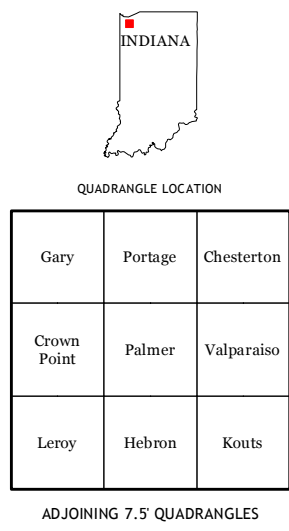 INDIANA
QUADRANGLE LOCATION
Gary Portage Chesterton
Crown
Point Palmer Valparaiso
Leroy Hebron Kouts
ADJOINING 7.5' QUADRANGLES